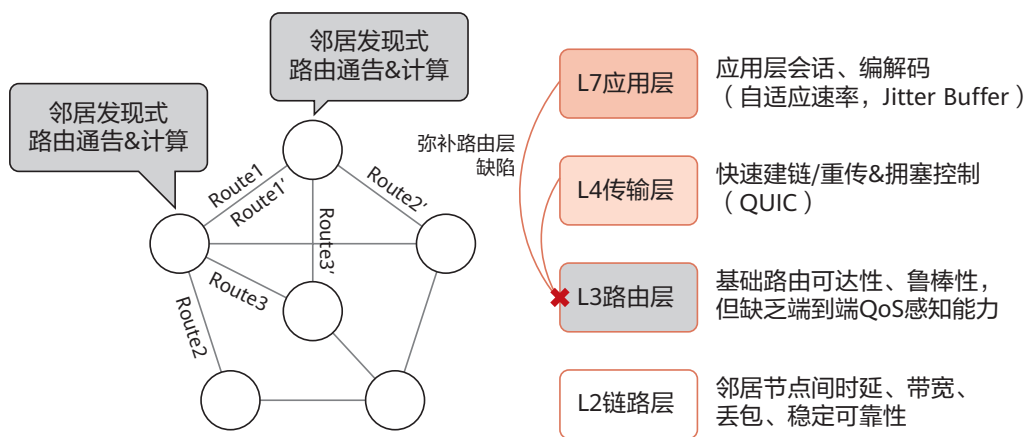 邻居发现式
路由通告&计算
邻居发现式
路由通告&计算
Route1
Route1′
Route2′
Route3′
Route3
Route2
弥补路由层
缺陷
L7应用层
应用层会话、编解码
（自适应速率，Jitter Buffer）
L4传输层
快速建链/重传&拥塞控制
（QUIC）
L3路由层
基础路由可达性、鲁棒性，
但缺乏端到端QoS感知能力
L2链路层
邻居节点间时延、带宽、
丢包、稳定可靠性